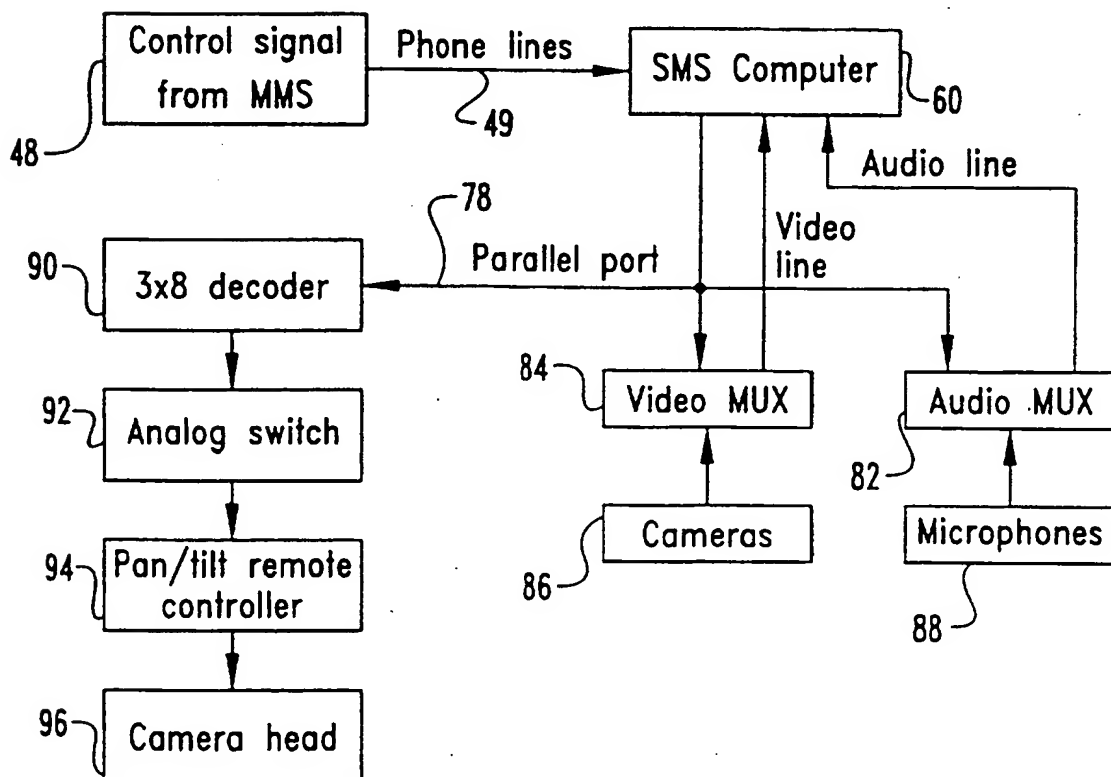 Control signal
from MMS
Phone lines
SMS Computer
48
49
60
Audio line
78
Video
line
Parallel port
90
3x8 decoder
84
Video MUX
Audio MUX
92
Analog switch
82
86
Cameras
Microphones
94
Pan/tilt remote
controller
88
96
Camera head